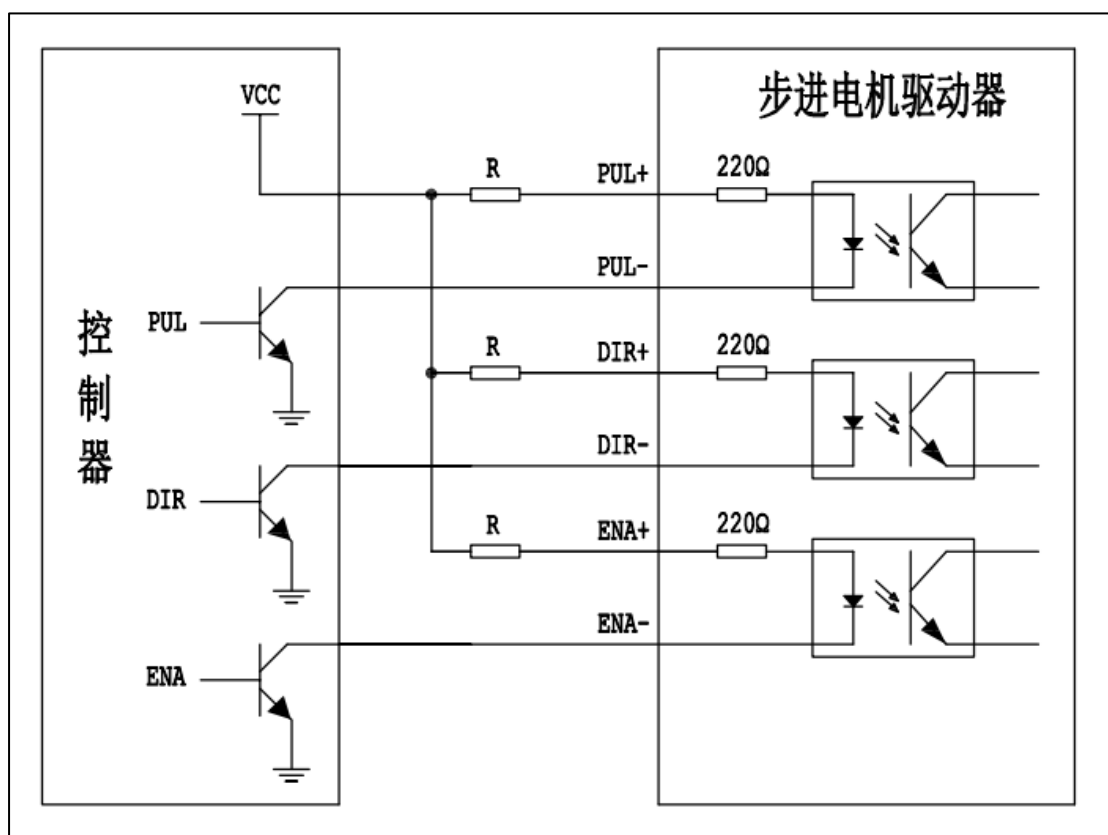 步进电机驱动器
VCC
R PUL+ 220Ω
PUL-
PUL
R DIR+ 220Ω
控制器
DIR-
DIR
R ENA+ 220Ω
ENA-
ENA